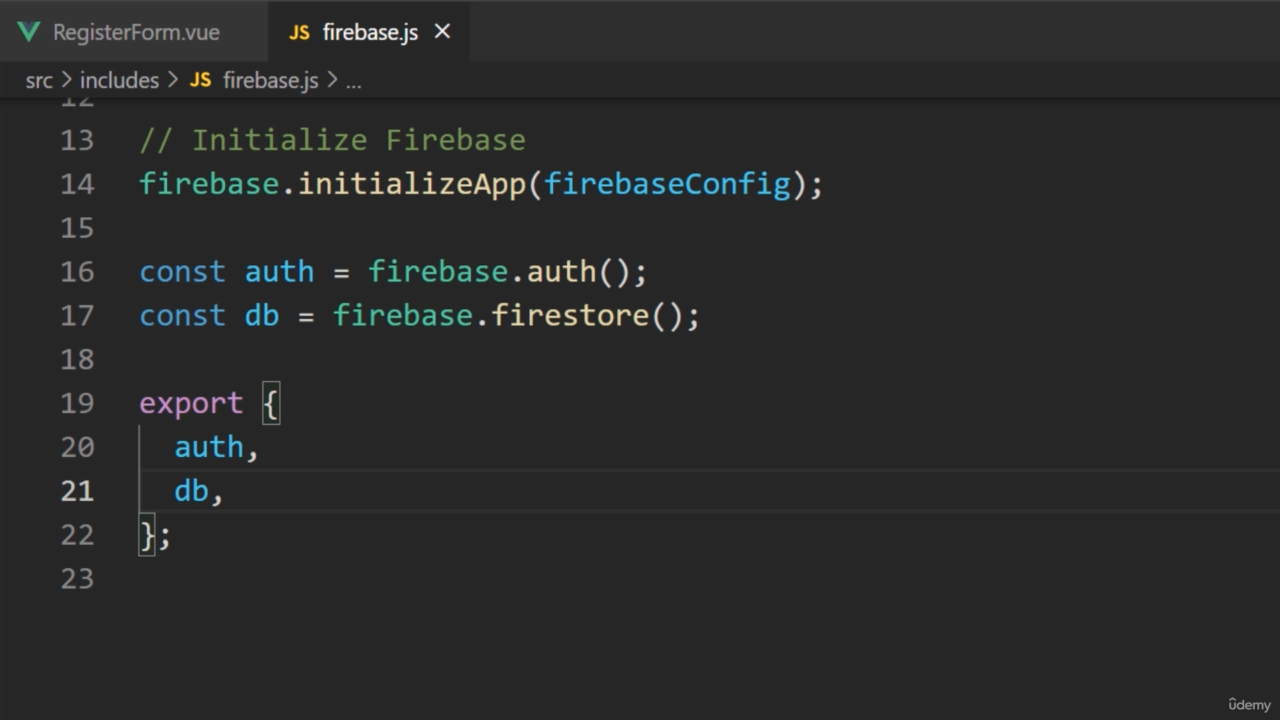 RegisterForm.vue JS firebase.js ×
src > includes > JS firebase.js > ...
12
13 // Initialize Firebase
14 firebase.initializeApp(firebaseConfig);
15
16 const auth = firebase.auth();
17 const db = firebase.firestore();
18
19 export {
20   auth,
21   db,
22 };
23
ûdemy